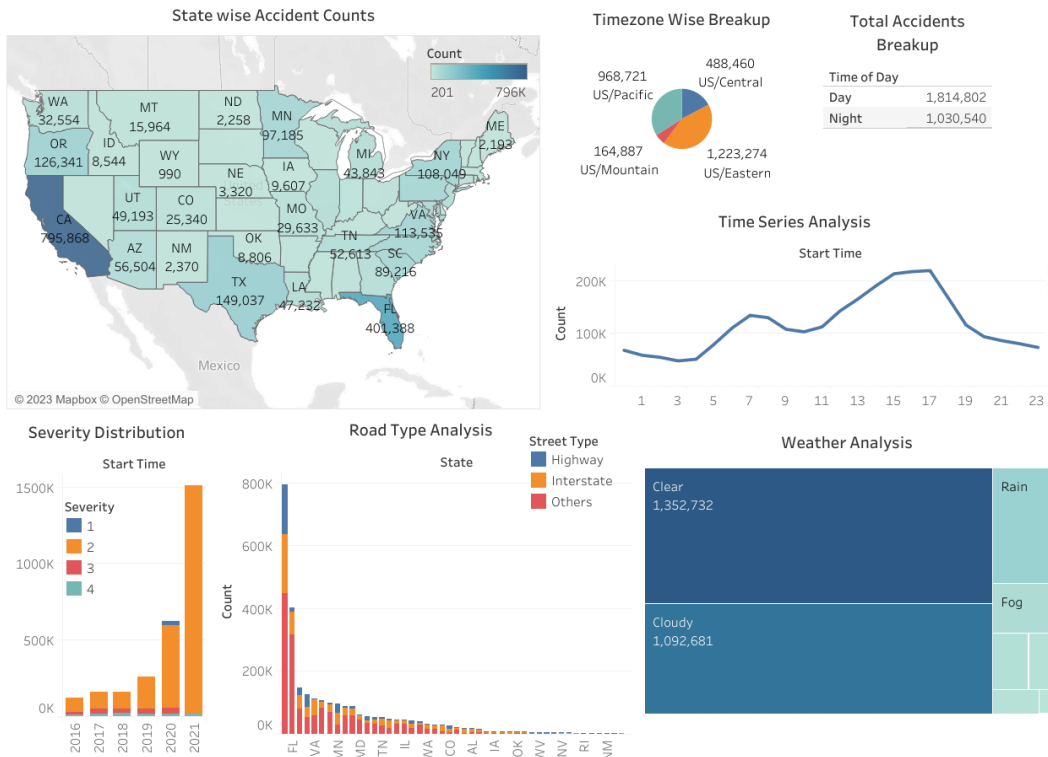 State wise Accident Counts
Count
201 796K
WA
32,554
MT
15,964
ND
2,258
MN
97,185
ME
2,193
OR
126,341
ID
8,544
WY
990
MI
43,843
NY
108,049
NE
3,320
IA
9,607
UT
49,193
CO
25,340
MO
29,633
VA
113,535
CA
795,868
AZ
56,504
NM
2,370
OK
8,806
TN
52,613
SC
89,216
TX
149,037
LA
47,232
FL
401,388
Mexico
© 2023 Mapbox © OpenStreetMap
Timezone Wise Breakup
968,721
US/Pacific
488,460
US/Central
164,887
US/Mountain
1,223,274
US/Eastern
Total Accidents
Breakup
Time of Day
Day 1,814,802
Night 1,030,540
Time Series Analysis
Start Time
Count
200K
100K
0K
1 3 5 7 9 11 13 15 17 19 21 23
Severity Distribution
Start Time
Severity
1
2
3
4
1500K
1000K
500K
0K
2016 2017 2018 2019 2020 2021
Road Type Analysis
State
Street Type
Highway
Interstate
Others
Count
800K
600K
400K
200K
0K
FL VA MN MD TN IL WA CO AL IA OK WV NV RI NM
Weather Analysis
Clear
1,352,732
Cloudy
1,092,681
Rain
Fog